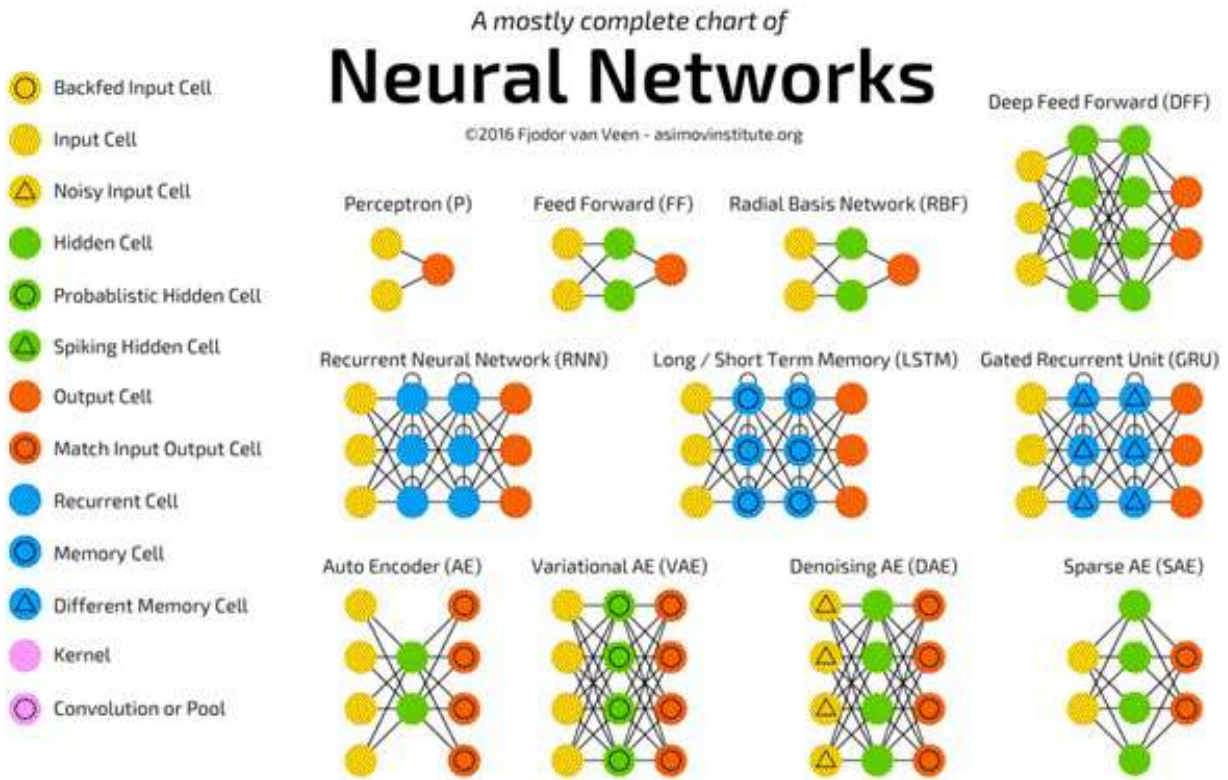 A mostly complete chart of
Neural Networks
©2016 Fjodor van Veen - asimovinstitute.org
Backfed Input Cell
Input Cell
Noisy Input Cell
Hidden Cell
Probablistic Hidden Cell
Spiking Hidden Cell
Output Cell
Match Input Output Cell
Recurrent Cell
Memory Cell
Different Memory Cell
Kernel
Convolution or Pool
Deep Feed Forward (DFF)
Perceptron (P)
Feed Forward (FF)
Radial Basis Network (RBF)
Recurrent Neural Network (RNN)
Long / Short Term Memory (LSTM)
Gated Recurrent Unit (GRU)
Auto Encoder (AE)
Variational AE (VAE)
Denoising AE (DAE)
Sparse AE (SAE)